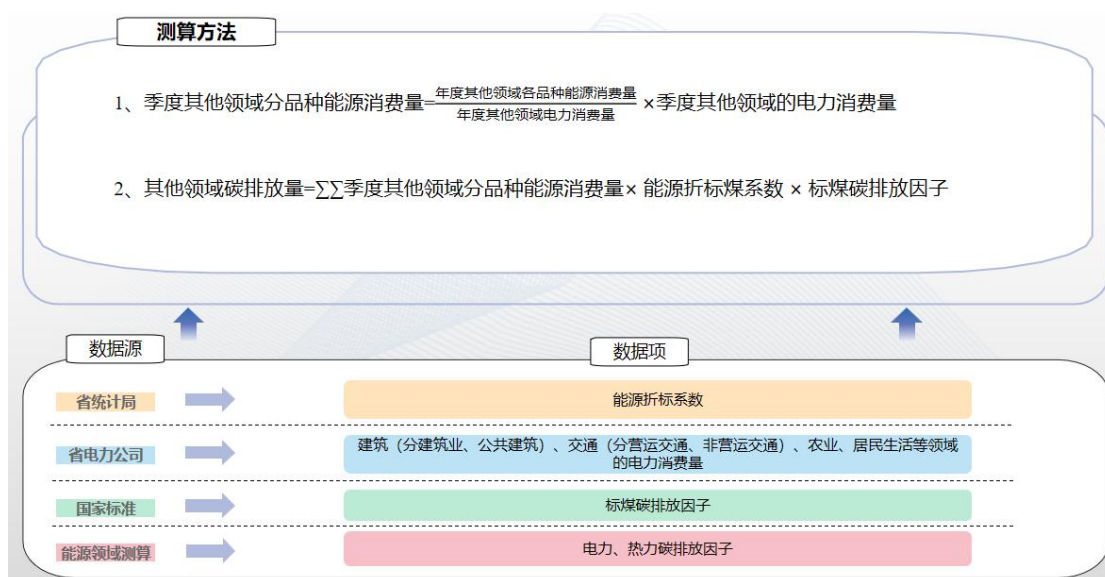 测算方法
1、季度其他领域分品种能源消费量=年度其他领域各品种能源消费量/年度其他领域电力消费量 ×季度其他领域的电力消费量
2、其他领域碳排放量=∑∑季度其他领域分品种能源消费量× 能源折标煤系数 × 标煤碳排放因子
数据源
数据项
省统计局
能源折标系数
省电力公司
建筑（分建筑业、公共建筑）、交通（分营运交通、非营运交通）、农业、居民生活等领域
的电力消费量
国家标准
标煤碳排放因子
能源领域测算
电力、热力碳排放因子